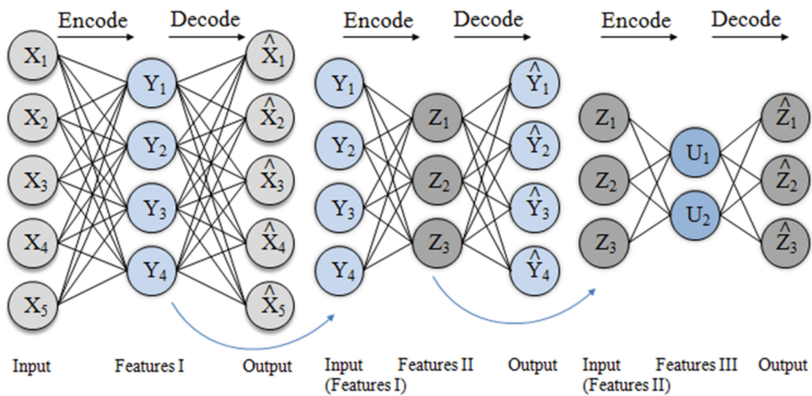 Encode Decode
Encode Decode
Encode Decode
X1 X2 X3 X4 X5
Y1 Y2 Y3 Y4
X̂1 X̂2 X̂3 X̂4 X̂5
Y1 Y2 Y3 Y4
Z1 Z2 Z3
Ŷ1 Ŷ2 Ŷ3 Ŷ4
Z1 Z2 Z3
U1 U2
Ẑ1 Ẑ2 Ẑ3
Input Features I Output
Input Features II Output
(Features I)
Input Features III Output
(Features II)